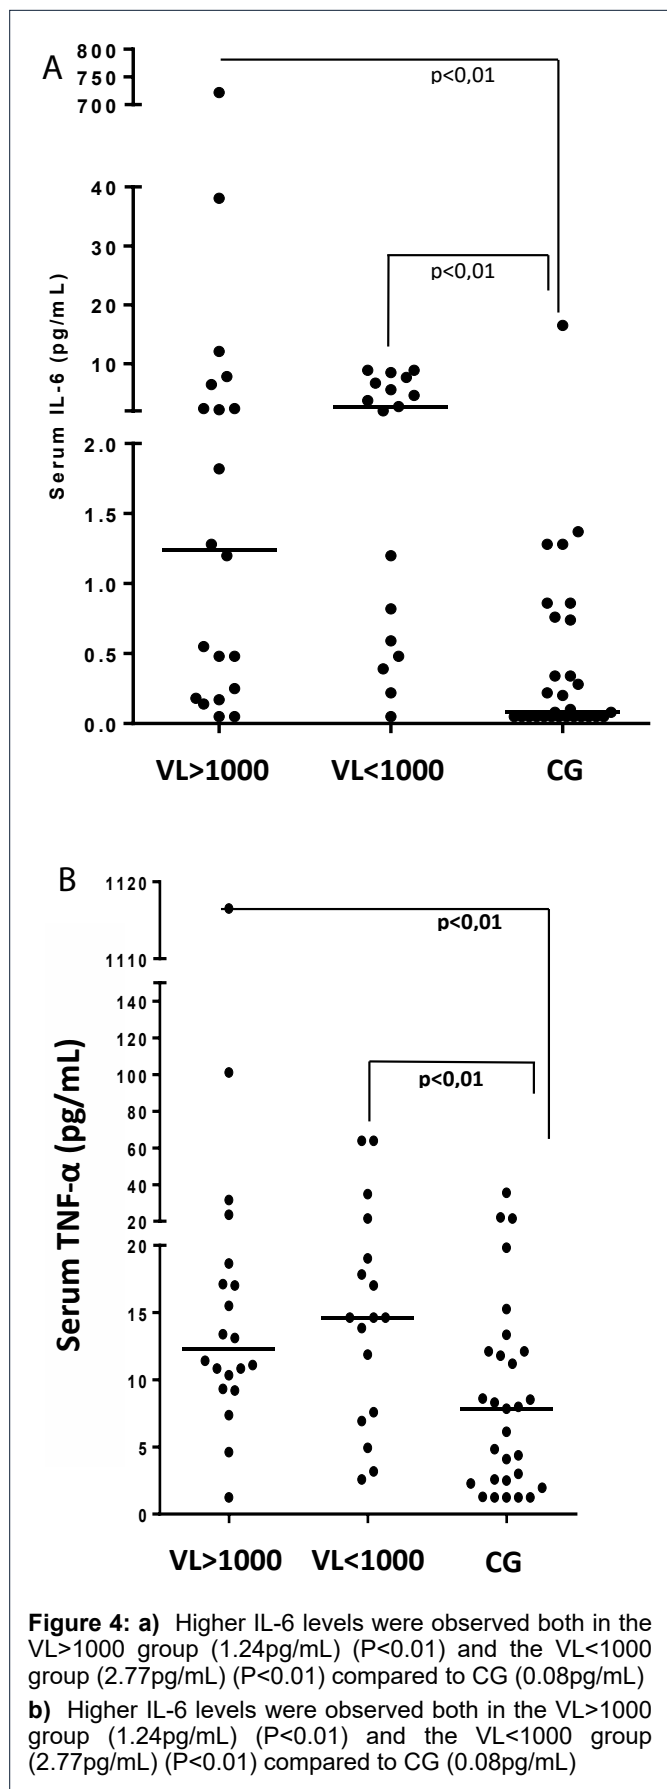 A
800
750
700
p<0,01
40
30
20
10
p<0,01
2.0
1.5
1.0
0.5
0.0
Serum IL-6 (pg/mL)
VL>1000 VL<1000 CG
B
1120
1110
p<0,01
140
120
100
80
60
40
20
p<0,01
20
15
10
5
0
Serum TNF-α (pg/mL)
VL>1000 VL<1000 CG
Figure 4: a) Higher IL-6 levels were observed both in the
VL>1000 group (1.24pg/mL) (P<0.01) and the VL<1000
group (2.77pg/mL) (P<0.01) compared to CG (0.08pg/mL)
b) Higher IL-6 levels were observed both in the VL>1000
group (1.24pg/mL) (P<0.01) and the VL<1000 group
(2.77pg/mL) (P<0.01) compared to CG (0.08pg/mL)